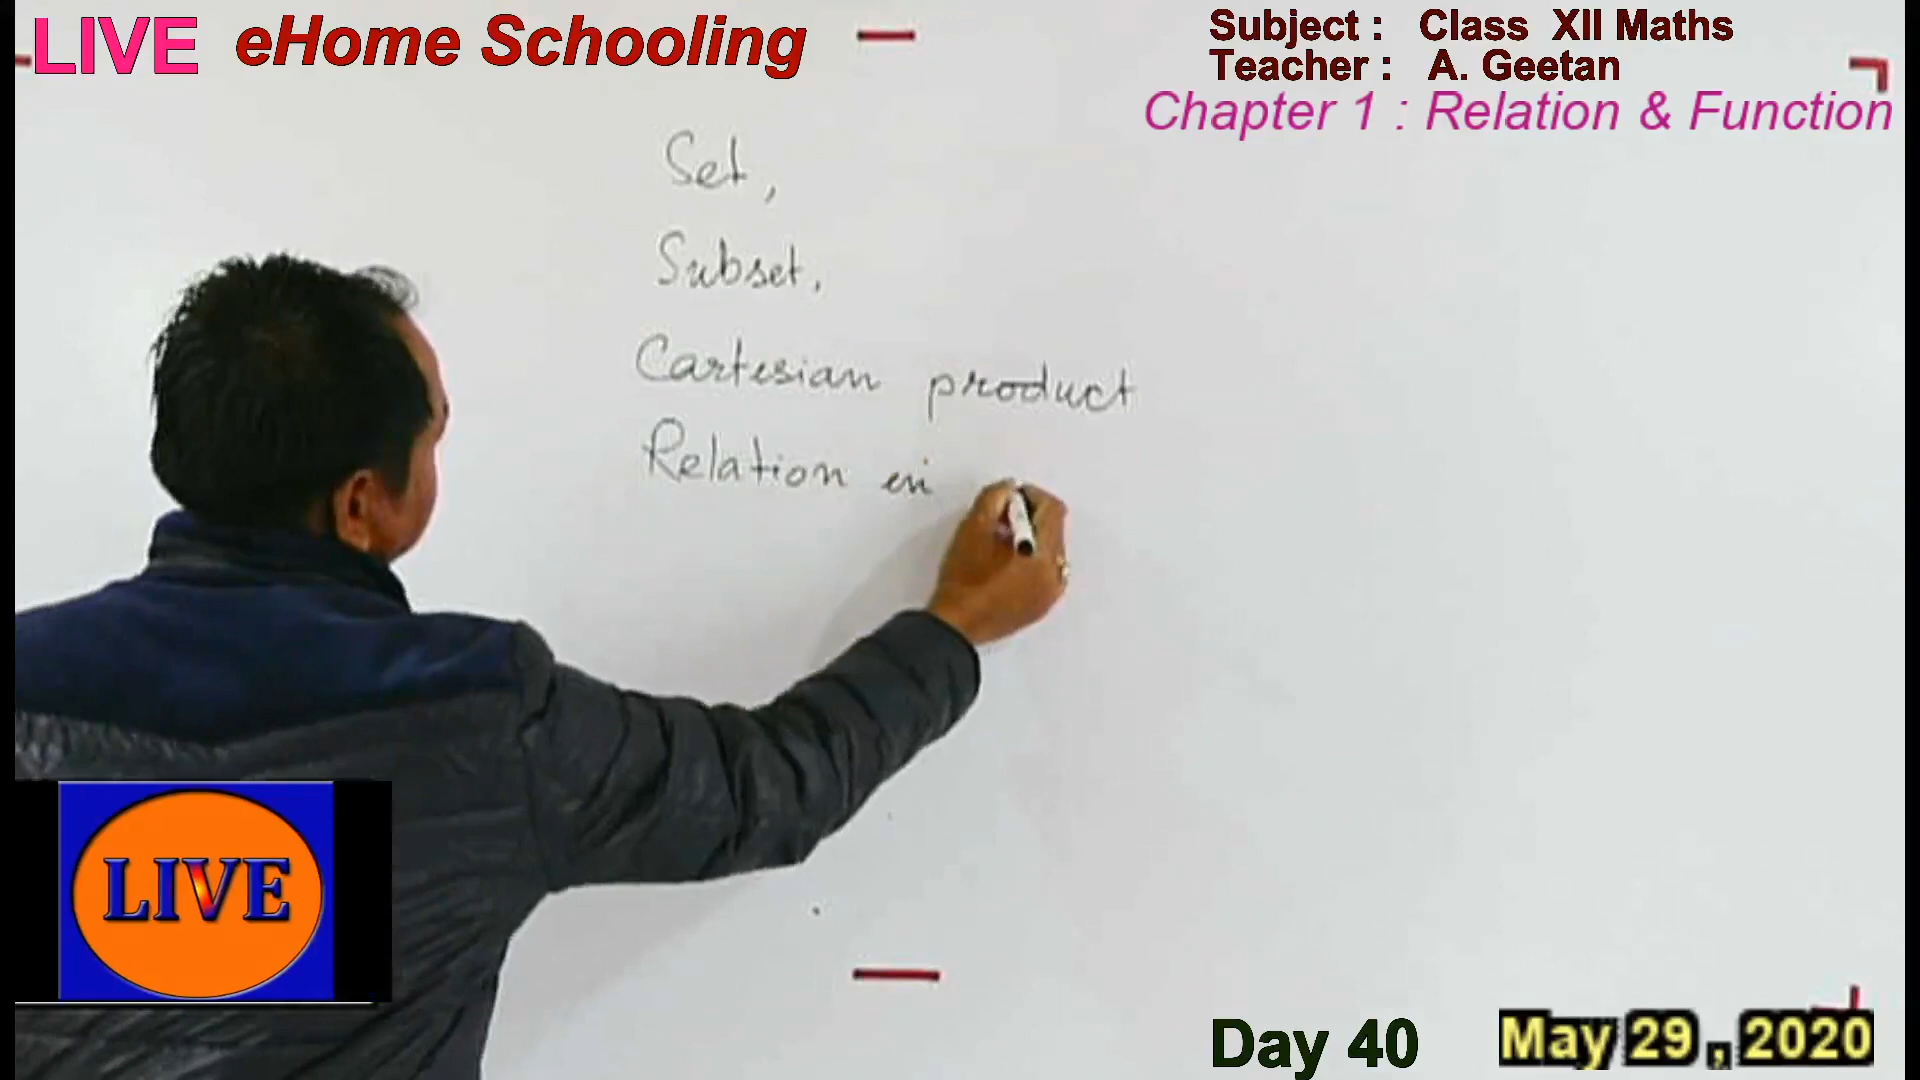 LIVE eHome Schooling
Subject : Class XII Maths
Teacher : A. Geetan
Chapter 1 : Relation & Function
Set,
Subset,
Cartesian product
Relation in
LIVE
Day 40
May 29 , 2020